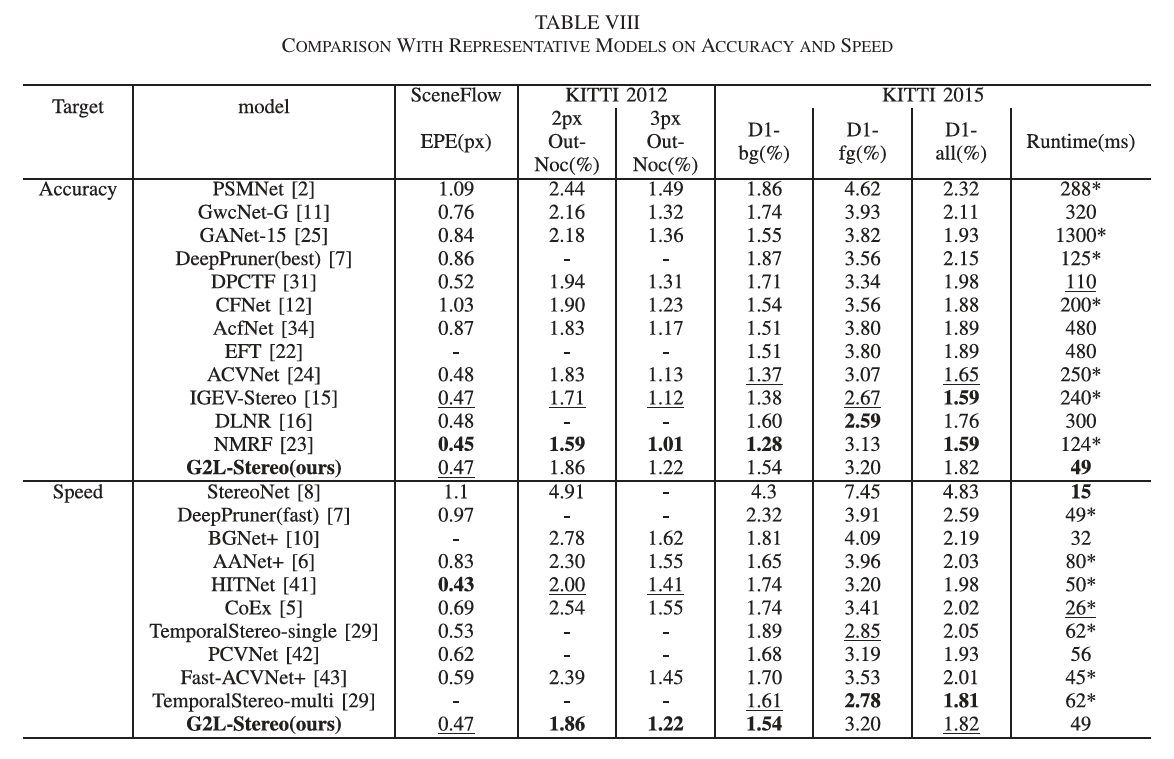 TABLE VIII
COMPARISON WITH REPRESENTATIVE MODELS ON ACCURACY AND SPEED
Target model SceneFlow KITTI 2012 KITTI 2015
EPE(px) 2px Out-Noc(%) 3px Out-Noc(%) D1-bg(%) D1-fg(%) D1-all(%) Runtime(ms)
Accuracy PSMNet [2] 1.09 2.44 1.49 1.86 4.62 2.32 288*
GwcNet-G [11] 0.76 2.16 1.32 1.74 3.93 2.11 320
GANet-15 [25] 0.84 2.18 1.36 1.55 3.82 1.93 1300*
DeepPruner(best) [7] 0.86 - - 1.87 3.56 2.15 125*
DPCTF [31] 0.52 1.94 1.31 1.71 3.34 1.98 110
CFNet [12] 1.03 1.90 1.23 1.54 3.56 1.88 200*
AcfNet [34] 0.87 1.83 1.17 1.51 3.80 1.89 480
EFT [22] - - - 1.51 3.80 1.89 480
ACVNet [24] 0.48 1.83 1.13 1.37 3.07 1.65 250*
IGEV-Stereo [15] 0.47 1.71 1.12 1.38 2.67 1.59 240*
DLNR [16] 0.48 - - 1.60 2.59 1.76 300
NMRF [23] 0.45 1.59 1.01 1.28 3.13 1.59 124*
G2L-Stereo(ours) 0.47 1.86 1.22 1.54 3.20 1.82 49
Speed StereoNet [8] 1.1 4.91 - 4.3 7.45 4.83 15
DeepPruner(fast) [7] 0.97 - - 2.32 3.91 2.59 49*
BGNet+ [10] - 2.78 1.62 1.81 4.09 2.19 32
AANet+ [6] 0.83 2.30 1.55 1.65 3.96 2.03 80*
HITNet [41] 0.43 2.00 1.41 1.74 3.20 1.98 50*
CoEx [5] 0.69 2.54 1.55 1.74 3.41 2.02 26*
TemporalStereo-single [29] 0.53 - - 1.89 2.85 2.05 62*
PCVNet [42] 0.62 - - 1.68 3.19 1.93 56
Fast-ACVNet+ [43] 0.59 2.39 1.45 1.70 3.53 2.01 45*
TemporalStereo-multi [29] - - - 1.61 2.78 1.81 62*
G2L-Stereo(ours) 0.47 1.86 1.22 1.54 3.20 1.82 49